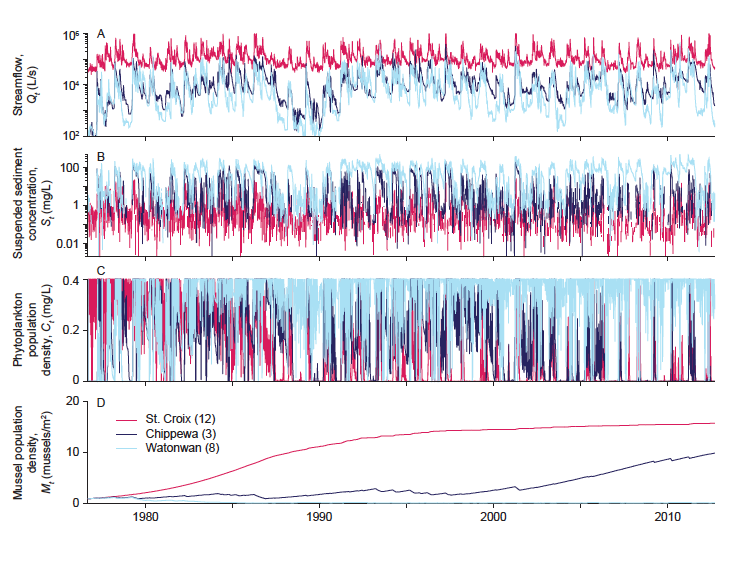 A
10⁶
10⁴
10²
Streamflow,
Qₜ (L/s)
B
100
1
0.01
Suspended sediment
concentration,
Sₜ (mg/L)
C
0.4
0.2
0
Phytoplankton
population
density, Cₜ (mg/L)
D
20
10
0
Mussel population
density,
Mₜ (mussels/m²)
St. Croix (12)
Chippewa (3)
Watonwan (8)
1980 1990 2000 2010